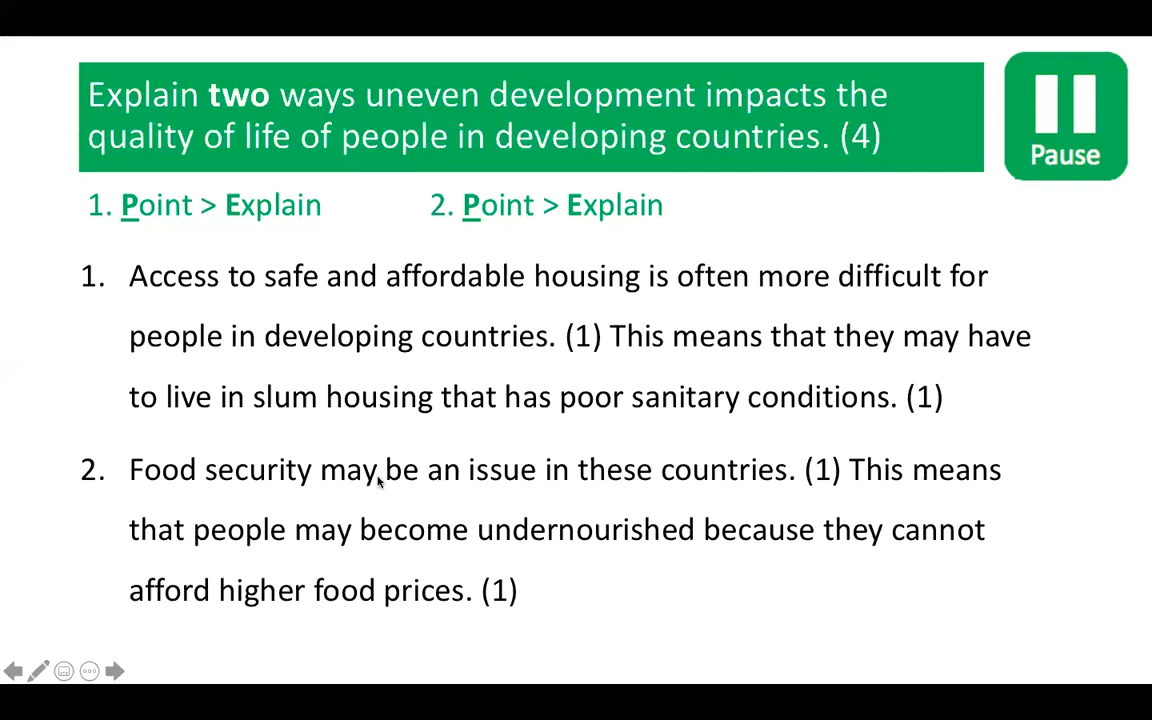 Explain two ways uneven development impacts the
quality of life of people in developing countries. (4)
Pause
1. Point > Explain 2. Point > Explain
1. Access to safe and affordable housing is often more difficult for
people in developing countries. (1) This means that they may have
to live in slum housing that has poor sanitary conditions. (1)
2. Food security may be an issue in these countries. (1) This means
that people may become undernourished because they cannot
afford higher food prices. (1)